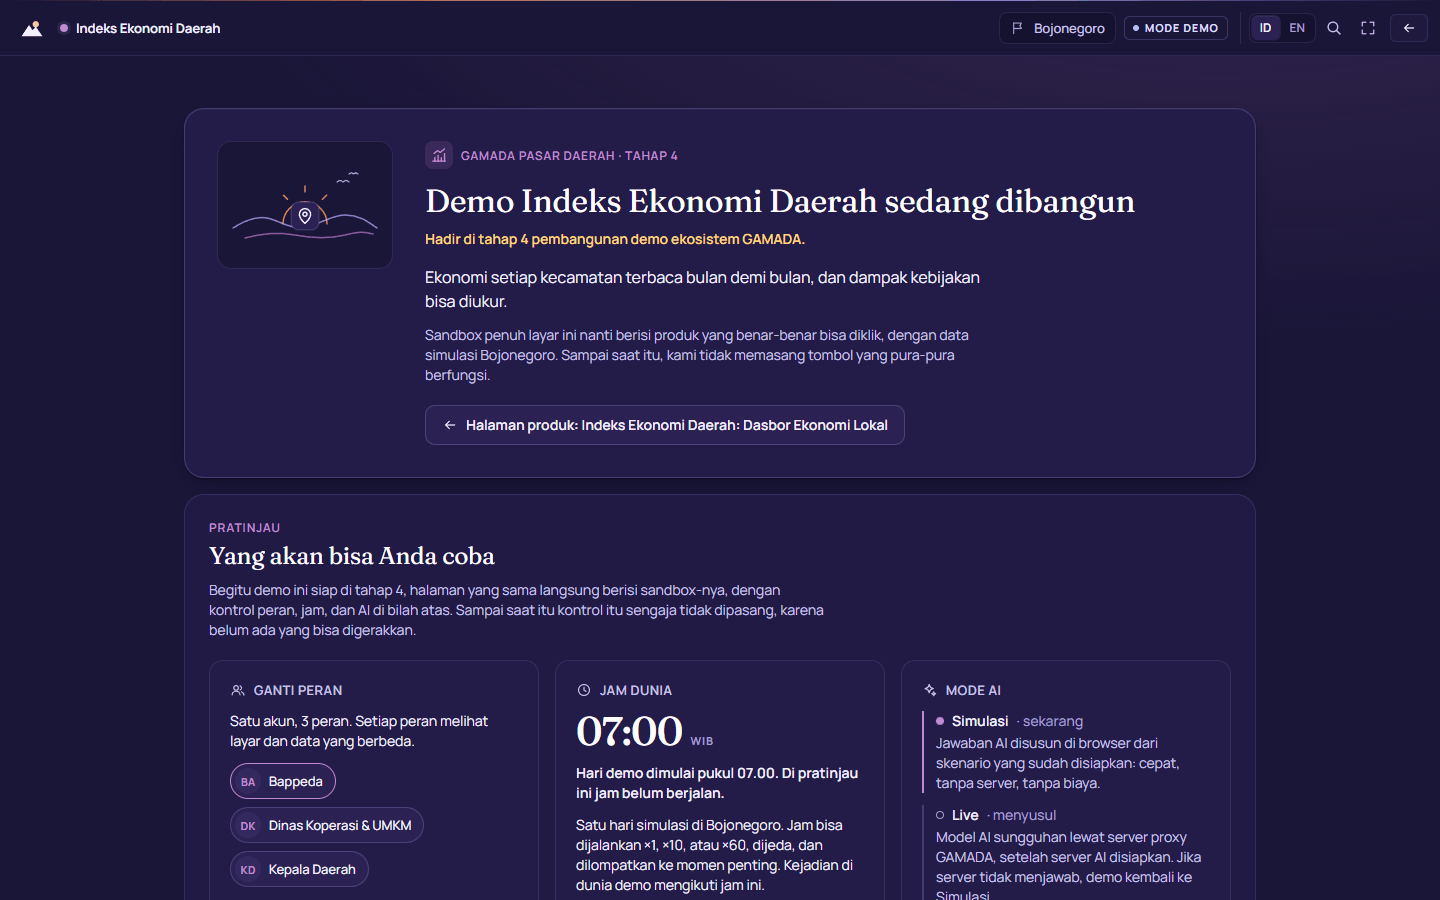 Indeks Ekonomi Daerah
Bojonegoro
MODE DEMO
ID
EN
GAMADA PASAR DAERAH · TAHAP 4
Demo Indeks Ekonomi Daerah sedang dibangun
Hadir di tahap 4 pembangunan demo ekosistem GAMADA.
Ekonomi setiap kecamatan terbaca bulan demi bulan, dan dampak kebijakan
bisa diukur.
Sandbox penuh layar ini nanti berisi produk yang benar-benar bisa diklik, dengan data
simulasi Bojonegoro. Sampai saat itu, kami tidak memasang tombol yang pura-pura
berfungsi.
← Halaman produk: Indeks Ekonomi Daerah: Dasbor Ekonomi Lokal
PRATINJAU
Yang akan bisa Anda coba
Begitu demo ini siap di tahap 4, halaman yang sama langsung berisi sandbox-nya, dengan
kontrol peran, jam, dan AI di bilah atas. Sampai saat itu kontrol itu sengaja tidak dipasang, karena
belum ada yang bisa digerakkan.
GANTI PERAN
Satu akun, 3 peran. Setiap peran melihat
layar dan data yang berbeda.
BA Bappeda
DK Dinas Koperasi & UMKM
KD Kepala Daerah
JAM DUNIA
07:00 WIB
Hari demo dimulai pukul 07.00. Di pratinjau
ini jam belum berjalan.
Satu hari simulasi di Bojonegoro. Jam bisa
dijalankan ×1, ×10, atau ×60, dijeda, dan
dilompatkan ke momen penting. Kejadian di
dunia demo mengikuti jam ini.
MODE AI
Simulasi · sekarang
Jawaban AI disusun di browser dari
skenario yang sudah disiapkan: cepat,
tanpa server, tanpa biaya.
Live · menyusul
Model AI sungguhan lewat server proxy
GAMADA, setelah server AI disiapkan. Jika
server tidak menjawab, demo kembali ke
Simulasi.